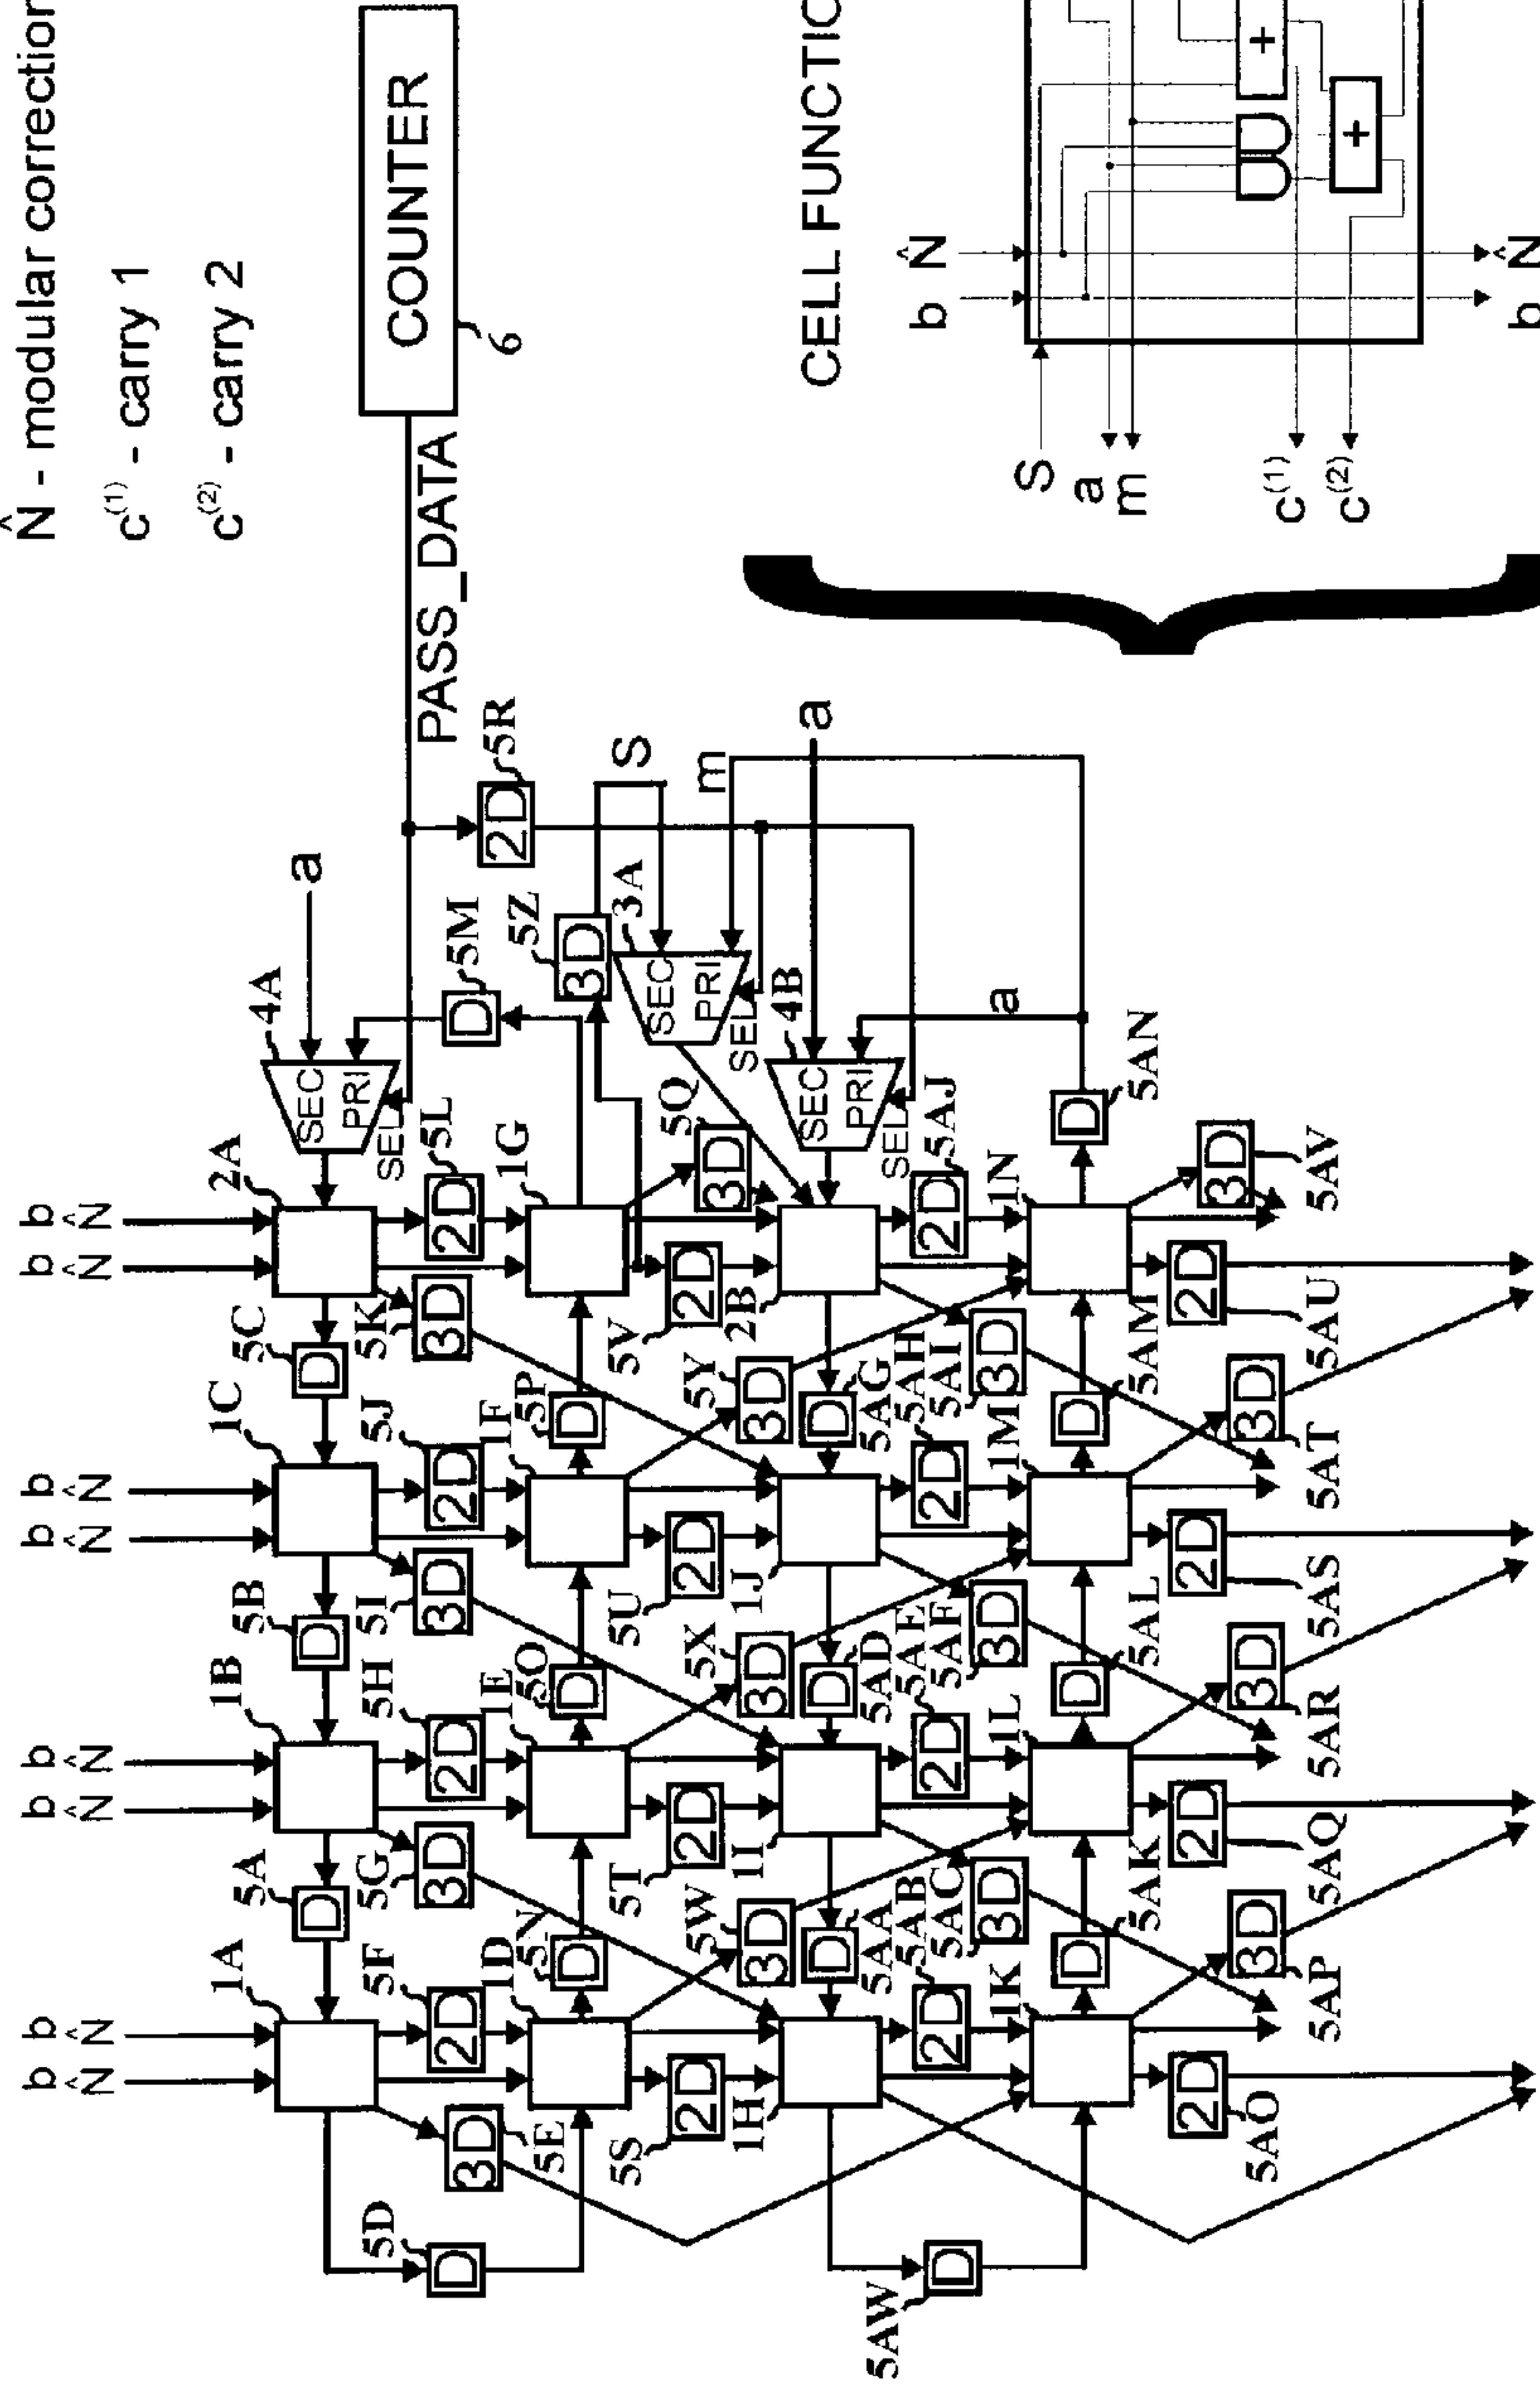 N̂ - modular correction
c⁽¹⁾ - carry 1
c⁽²⁾ - carry 2
COUNTER
6
PASS_DATA
CELL FUNCTIO
b N̂
S
a
m
c⁽¹⁾
c⁽²⁾
+
+
b N̂
b b b b b b b b
N̂ N̂ N̂ N̂ N̂ N̂ N̂ N̂
1A 5A 1B 5B 1C 5C 2A 4A a
D D D
SEC
PRI
SEL
5D 5E 5F 5G 5H 5I 5J 5K 5L 5M 5R
D 3D 2D 3D 2D 3D 2D 3D 2D D 2D
1D 5N 1E 5O 1F 5P 1G 5Z
D D D 3D
S
5S 5W 5T 5X 5U 5Y 5V 5Q 3A
2D 3D 2D 3D 2D 3D 2D 3D
SEC
PRI
SEL
m
1H 5AA 1I 5AD 1J 5AG 2B 4B a
D D D
SEC
PRI
SEL
a
5AW 5AB 5AC 5AE 5AF 5AH 5AI 5AJ
D 2D 3D 2D 3D 2D 3D 2D
1K 5AK 1L 5AL 1M 5AM 1N 5AN
D D D D
5AO 5AP 5AQ 5AR 5AS 5AT 5AU 5AV
2D 3D 2D 3D 2D 3D 2D 3D